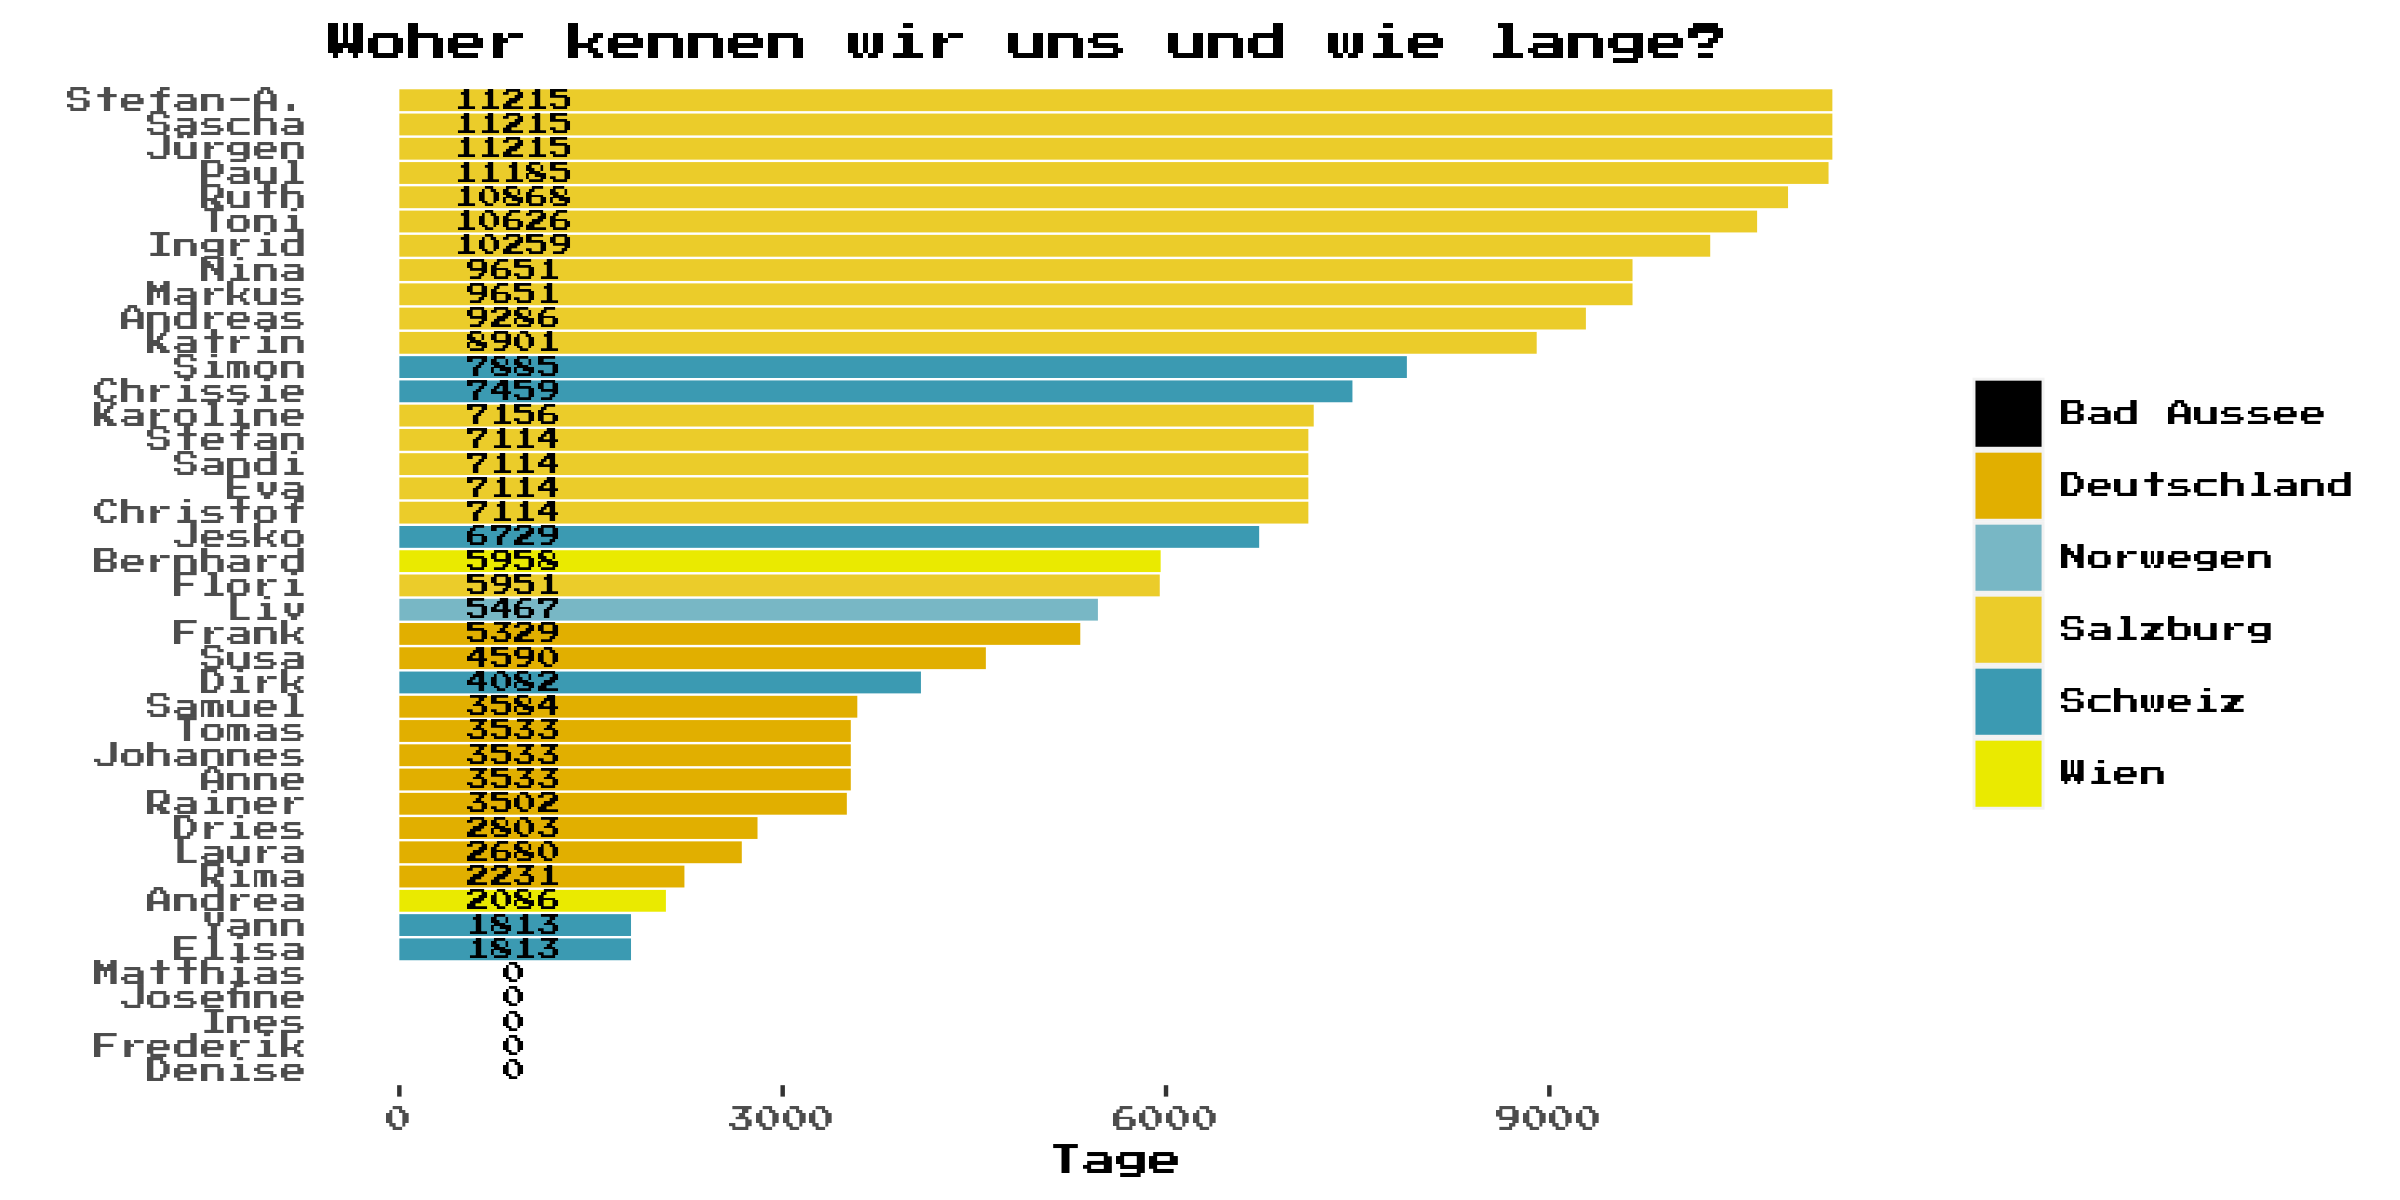 Woher kennen wir uns und wie lange?
Stefan-A. 11215
Sascha 11215
Jürgen 11215
Paul 11185
Ruth 10868
Toni 10626
Ingrid 10259
Nina 9651
Markus 9651
Andreas 9286
Katrin 8901
Simon 7885
Chrissie 7459
Karoline 7156
Stefan 7114
Sandi 7114
Eva 7114
Christof 7114
Jesko 6729
Bernhard 5958
Flori 5951
Liv 5467
Frank 5329
Susa 4590
Dirk 4082
Samuel 3584
Tomas 3533
Johannes 3533
Anne 3533
Rainer 3502
Dries 2803
Laura 2680
Rima 2231
Andrea 2086
Yann 1813
Elisa 1813
Matthias 0
Josefine 0
Ines 0
Frederik 0
Denise 0
0 3000 6000 9000
Tage
Bad Aussee
Deutschland
Norwegen
Salzburg
Schweiz
Wien